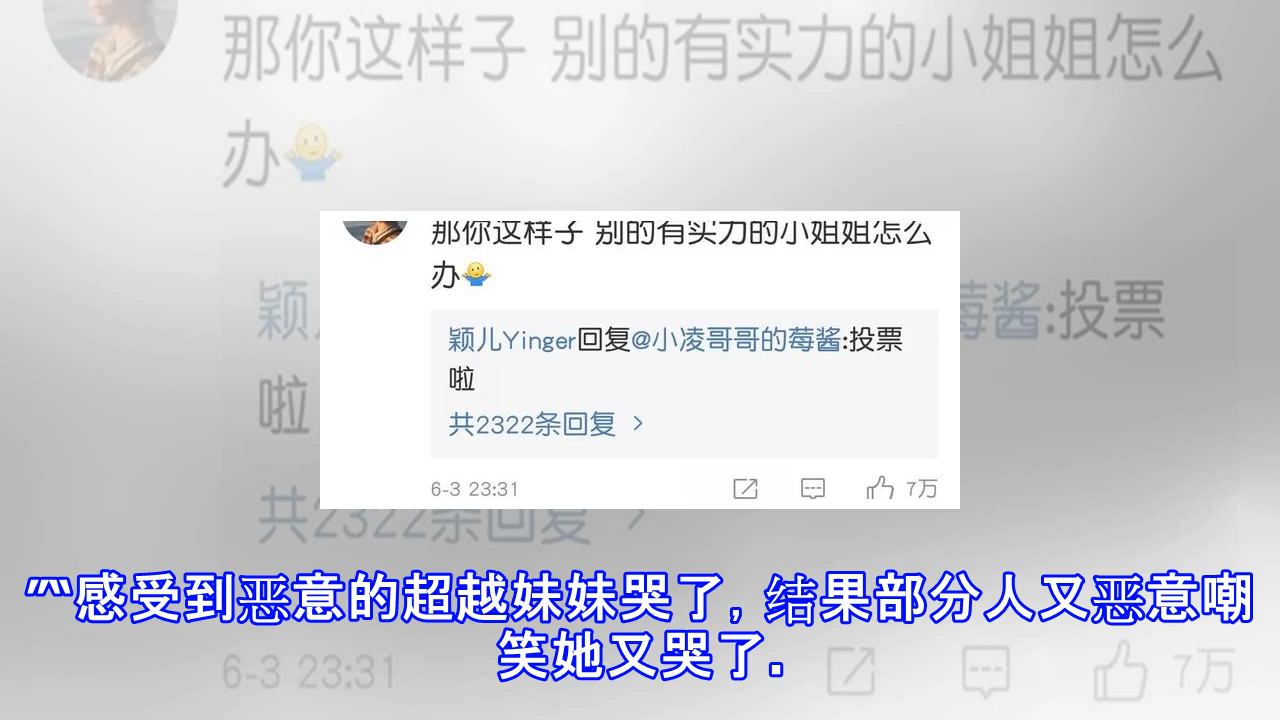 那你这样子 别的有实力的小姐姐怎么
办🤷
那你这样子 别的有实力的小姐姐怎么
办🤷
颖儿Yinger回复@小凌哥哥的莓酱:投票
啦
共2322条回复 >
6-3 23:31
7万
颖
莓酱:投票
啦
共2322条回复 >
感受到恶意的超越妹妹哭了, 结果部分人又恶意嘲
笑她又哭了.
6-3 23:31
7万